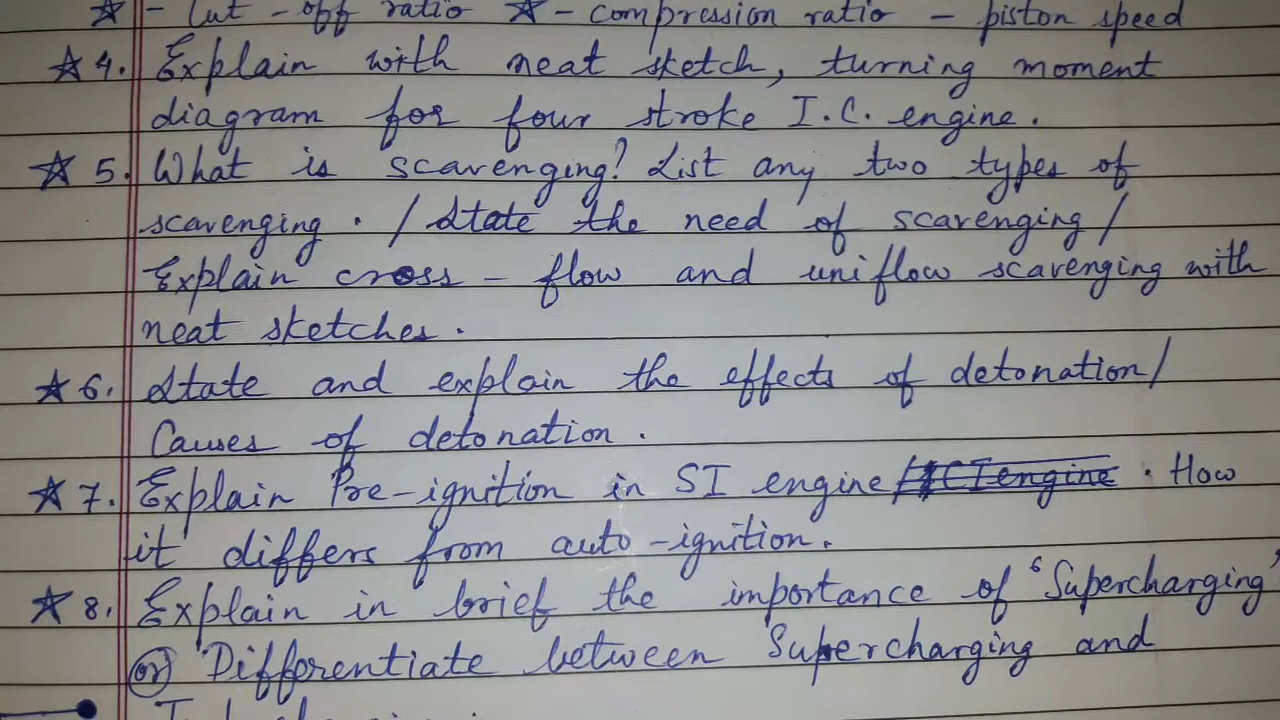 ☆ - Cut - off ratio ☆ - compression ratio - piston speed
☆ 4. Explain with neat sketch, turning moment
diagram for four stroke I.C. engine.
☆ 5. What is scavenging? List any two types of
scavenging . / State the need of scavenging /
Explain cross - flow and uniflow scavenging with
neat sketches.
☆ 6. State and explain the effects of detonation /
Causes of detonation .
☆ 7. Explain Pre-ignition in SI engine / CI engine . How
it differs from auto-ignition.
☆ 8. Explain in brief the importance of 'Supercharging'
or Differentiate between Supercharging and